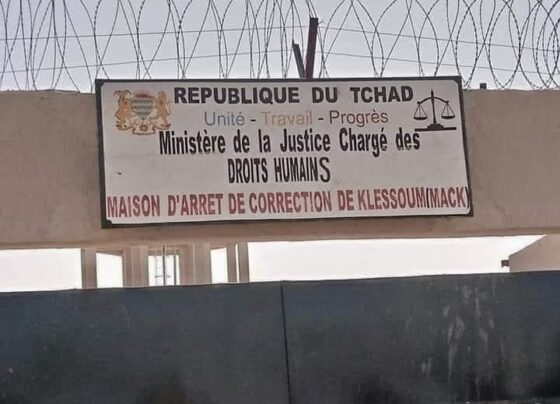 REPUBLIQUE DU TCHAD
Unité - Travail - Progrès
Ministère de la Justice Chargé des
DROITS HUMAINS
MAISON D'ARRET DE CORRECTION DE KLESSOUM(MACK)